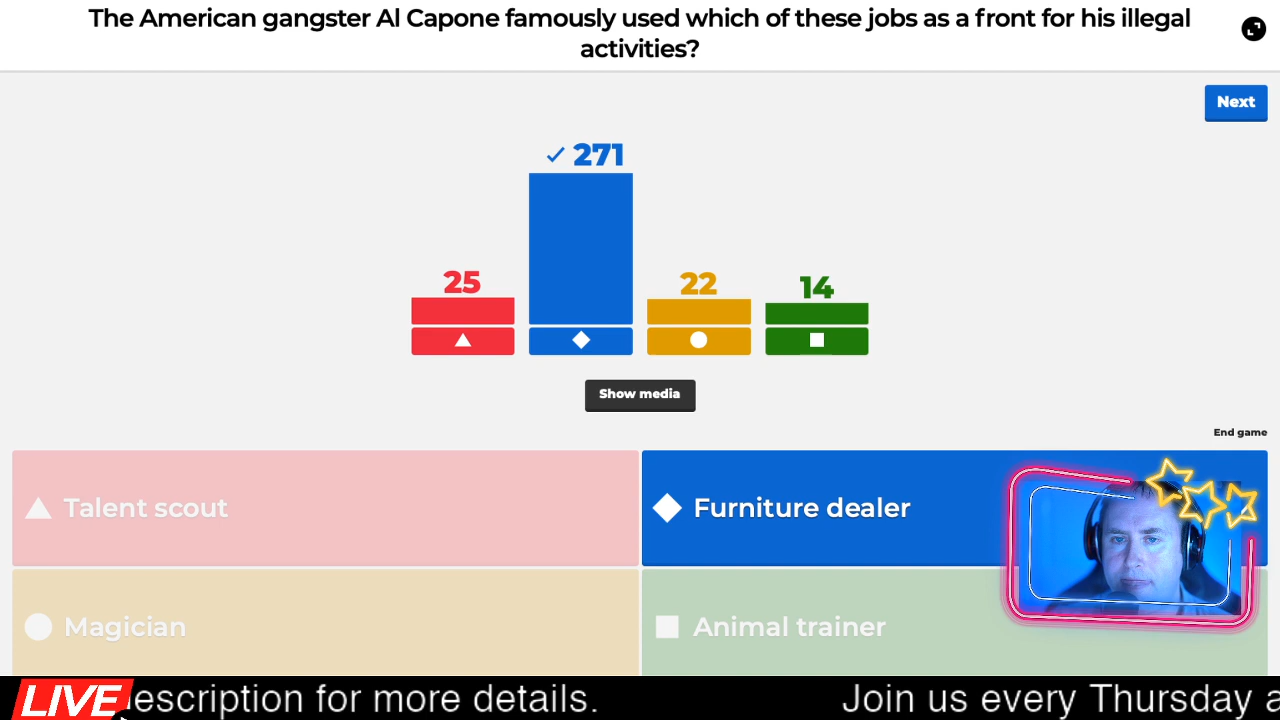 The American gangster Al Capone famously used which of these jobs as a front for his illegal
activities?
Next
271
25
22
14
Show media
End game
Talent scout
Furniture dealer
Magician
Animal trainer
LIVE
escription for more details.
Join us every Thursday a